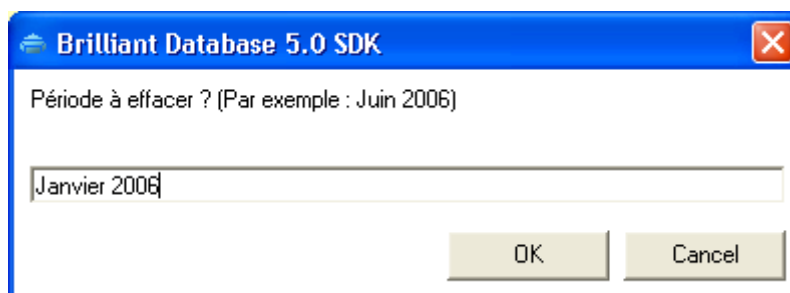 Brilliant Database 5.0 SDK
Période à effacer ? (Par exemple : Juin 2006)
Janvier 2006
OK Cancel